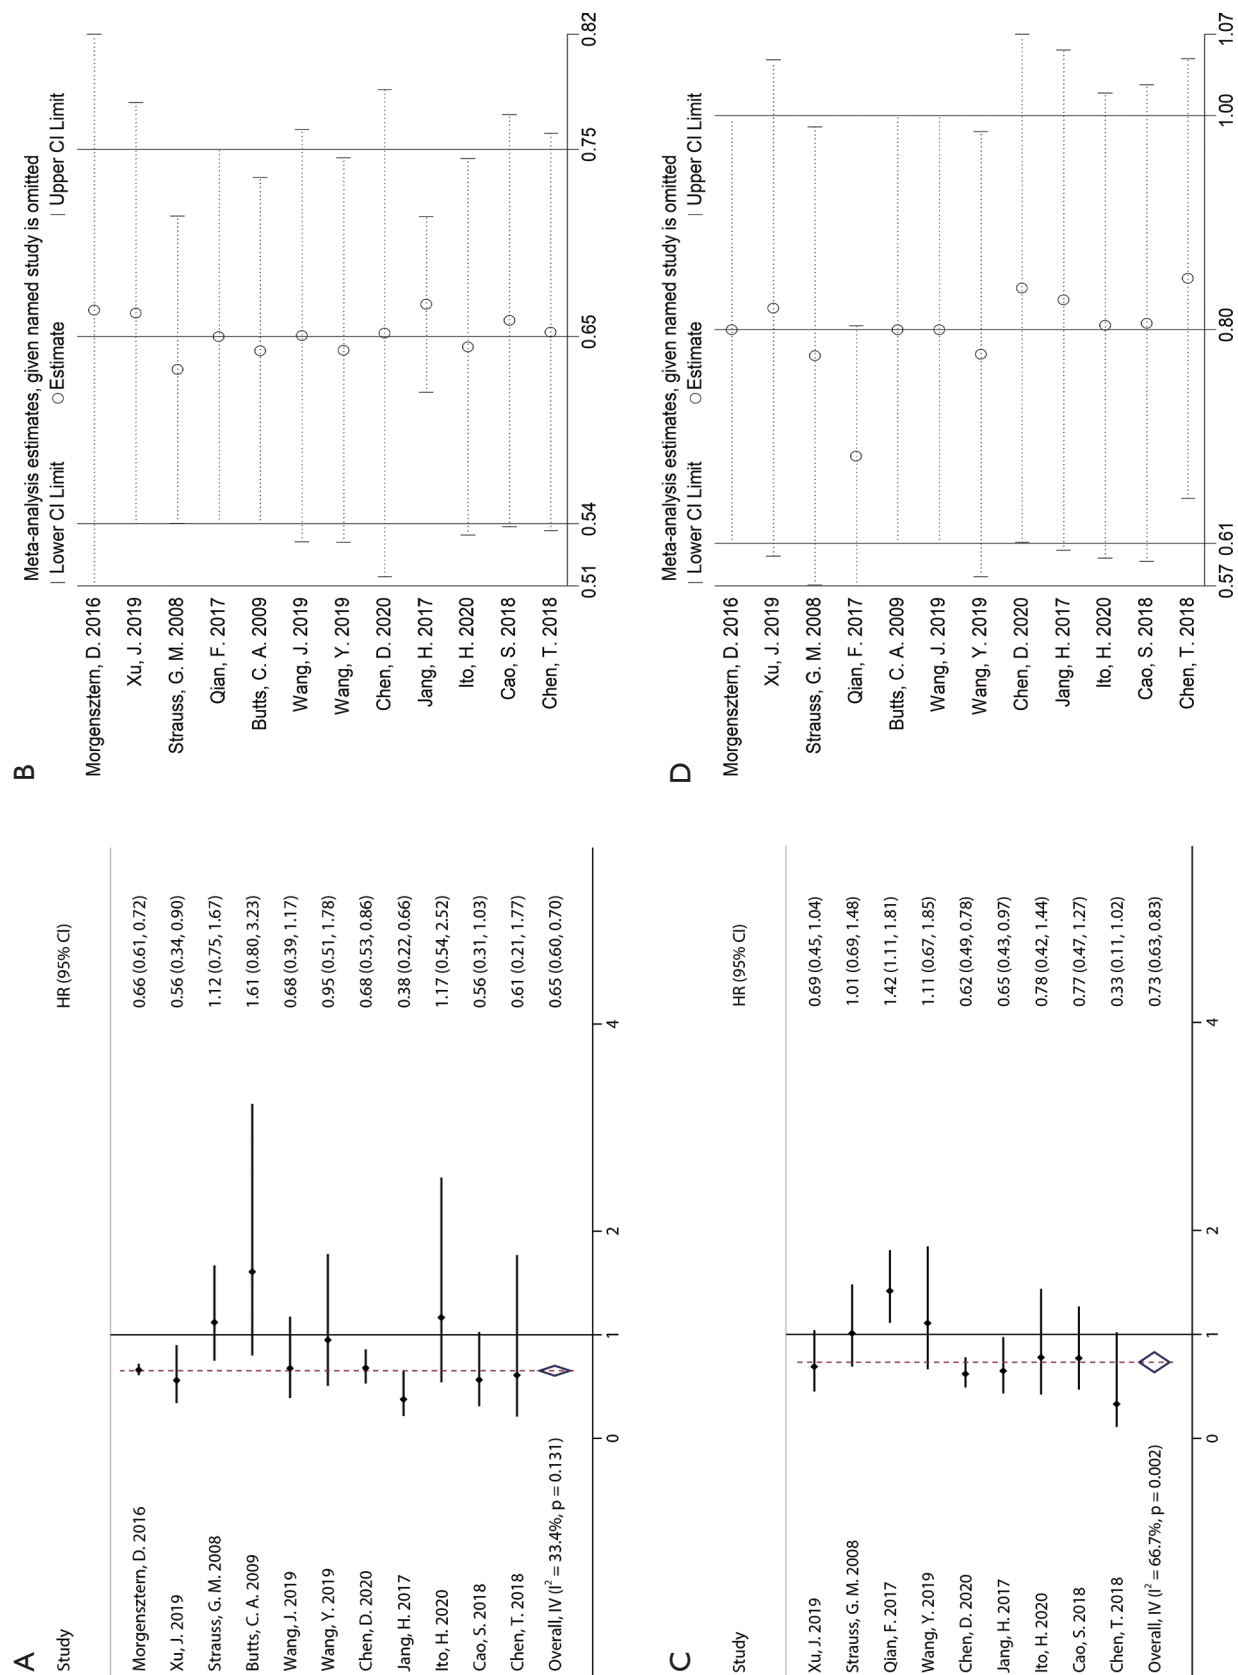 A
Study
HR (95% CI)
Morgensztern, D. 2016 0.66 (0.61, 0.72)
Xu, J. 2019 0.56 (0.34, 0.90)
Strauss, G. M. 2008 1.12 (0.75, 1.67)
Butts, C. A. 2009 1.61 (0.80, 3.23)
Wang, J. 2019 0.68 (0.39, 1.17)
Wang, Y. 2019 0.95 (0.51, 1.78)
Chen, D. 2020 0.68 (0.53, 0.86)
Jang, H. 2017 0.38 (0.22, 0.66)
Ito, H. 2020 1.17 (0.54, 2.52)
Cao, S. 2018 0.56 (0.31, 1.03)
Chen, T. 2018 0.61 (0.21, 1.77)
Overall, IV (I² = 33.4%, p = 0.131) 0.65 (0.60, 0.70)
0 1 2 4
B
Meta-analysis estimates, given named study is omitted
| Lower CI Limit ○ Estimate | Upper CI Limit
Morgensztern, D. 2016
Xu, J. 2019
Strauss, G. M. 2008
Qian, F. 2017
Butts, C. A. 2009
Wang, J. 2019
Wang, Y. 2019
Chen, D. 2020
Jang, H. 2017
Ito, H. 2020
Cao, S. 2018
Chen, T. 2018
0.51 0.54 0.65 0.75 0.82
C
Study
HR (95% CI)
Xu, J. 2019 0.69 (0.45, 1.04)
Strauss, G. M. 2008 1.01 (0.69, 1.48)
Qian, F. 2017 1.42 (1.11, 1.81)
Wang, Y. 2019 1.11 (0.67, 1.85)
Chen, D. 2020 0.62 (0.49, 0.78)
Jang, H. 2017 0.65 (0.43, 0.97)
Ito, H. 2020 0.78 (0.42, 1.44)
Cao, S. 2018 0.77 (0.47, 1.27)
Chen, T. 2018 0.33 (0.11, 1.02)
Overall, IV (I² = 66.7%, p = 0.002) 0.73 (0.63, 0.83)
0 1 2 4
D
Meta-analysis estimates, given named study is omitted
| Lower CI Limit ○ Estimate | Upper CI Limit
Morgensztern, D. 2016
Xu, J. 2019
Strauss, G. M. 2008
Qian, F. 2017
Butts, C. A. 2009
Wang, J. 2019
Wang, Y. 2019
Chen, D. 2020
Jang, H. 2017
Ito, H. 2020
Cao, S. 2018
Chen, T. 2018
0.57 0.61 0.80 1.00 1.07